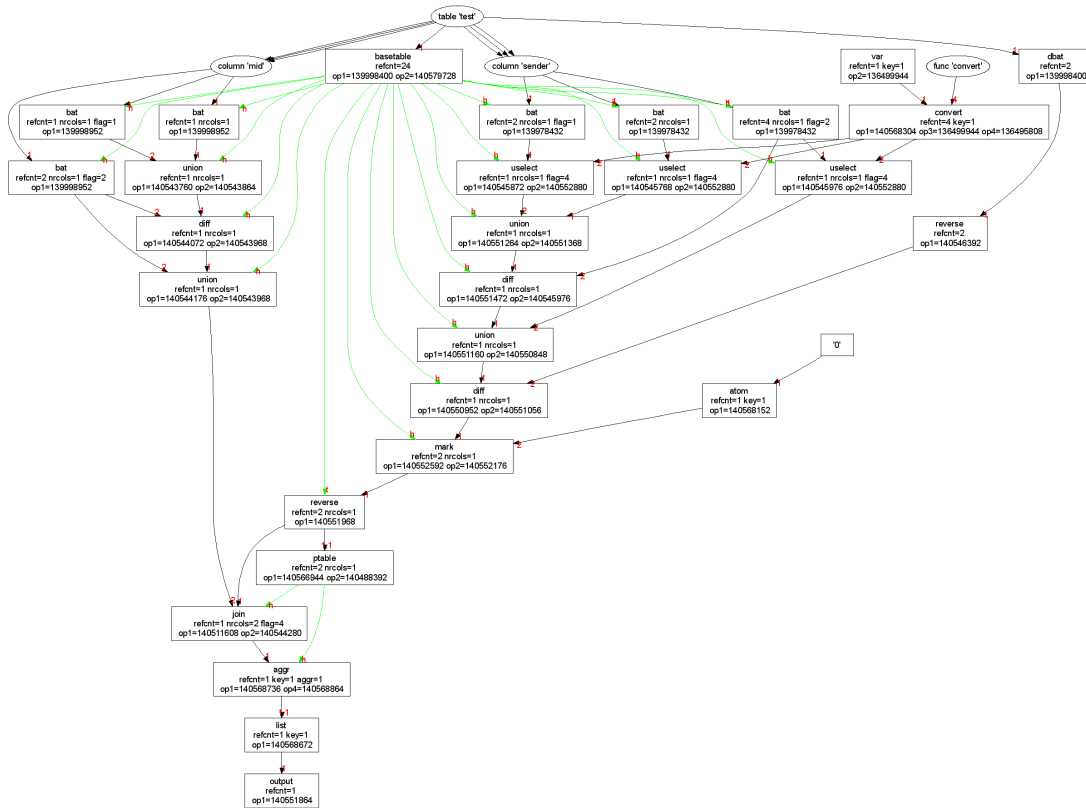 table 'test'
column 'mid'
basetable
refcnt=24
op1=139998400 op2=140579728
column 'sender'
var
refcnt=1 key=1
op2=136499944
func 'convert'
dbat
refcnt=2
op1=139998400
bat
refcnt=1 nrcols=1 flag=1
op1=139998952
bat
refcnt=1 nrcols=1
op1=139998952
bat
refcnt=2 nrcols=1 flag=1
op1=139978432
bat
refcnt=2 nrcols=1
op1=139978432
bat
refcnt=4 nrcols=1 flag=2
op1=139978432
convert
refcnt=4 key=1
op1=140568304 op3=136499944 op4=136495808
bat
refcnt=2 nrcols=1 flag=2
op1=139998952
union
refcnt=1 nrcols=1
op1=140543760 op2=140543864
uselect
refcnt=1 nrcols=1 flag=4
op1=140545872 op2=140552880
uselect
refcnt=1 nrcols=1 flag=4
op1=140545768 op2=140552880
uselect
refcnt=1 nrcols=1 flag=4
op1=140545976 op2=140552880
diff
refcnt=1 nrcols=1
op1=140544072 op2=140543968
union
refcnt=1 nrcols=1
op1=140551264 op2=140551368
reverse
refcnt=2
op1=140546392
union
refcnt=1 nrcols=1
op1=140544176 op2=140543968
diff
refcnt=1 nrcols=1
op1=140551472 op2=140545976
union
refcnt=1 nrcols=1
op1=140551160 op2=140550848
'0'
diff
refcnt=1 nrcols=1
op1=140550952 op2=140551056
atom
refcnt=1 key=1
op1=140568152
mark
refcnt=2 nrcols=1
op1=140552592 op2=140552176
reverse
refcnt=2 nrcols=1
op1=140551968
ptable
refcnt=2 nrcols=1
op1=140566944 op2=140488392
join
refcnt=1 nrcols=2 flag=4
op1=140511608 op2=140544280
aggr
refcnt=1 key=1 aggr=1
op1=140568736 op4=140568864
list
refcnt=1 key=1
op1=140568672
output
refcnt=1
op1=140551864